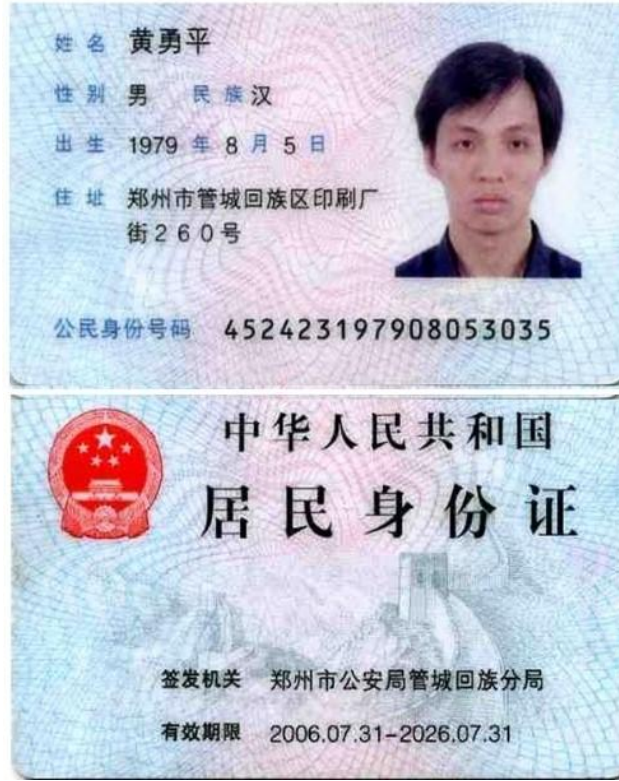 姓名 黄勇平
性别 男 民族 汉
出生 1979 年 8 月 5 日
住址 郑州市管城回族区印刷厂
街260号
公民身份号码 452423197908053035
中华人民共和国
居民身份证
签发机关 郑州市公安局管城回族分局
有效期限 2006.07.31-2026.07.31